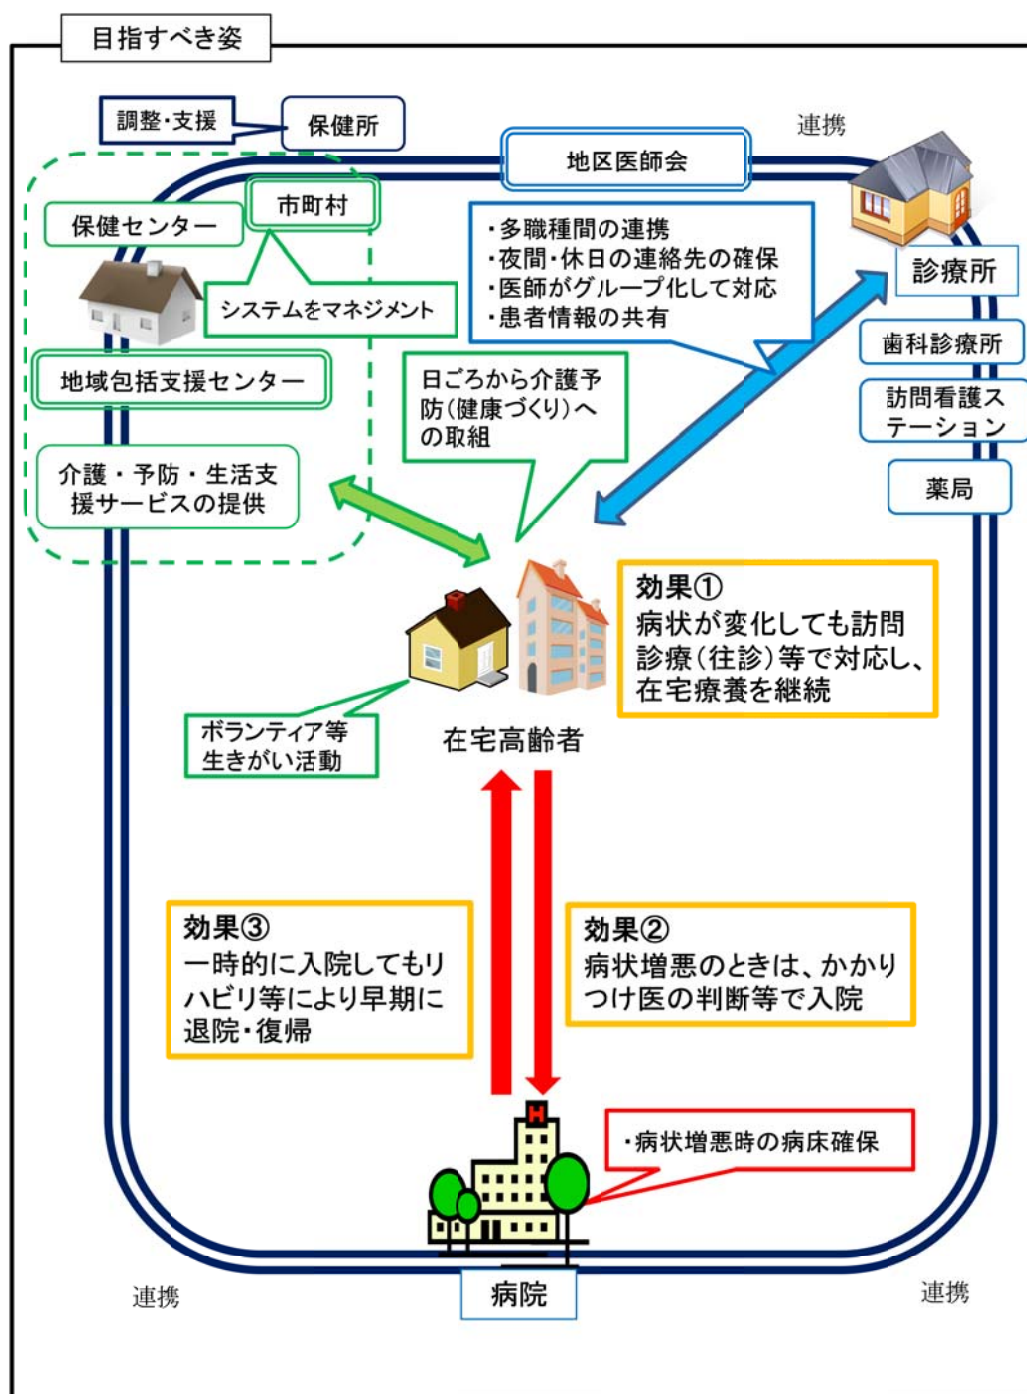 目指すべき姿
調整・支援
保健所
連携
地区医師会
市町村
保健センター
・多職種間の連携
・夜間・休日の連絡先の確保
・医師がグループ化して対応
・患者情報の共有
診療所
システムをマネジメント
歯科診療所
地域包括支援センター
日ごろから介護予
防(健康づくり)へ
の取組
訪問看護ス
テーション
介護・予防・生活支
援サービスの提供
薬局
効果①
病状が変化しても訪問
診療(往診)等で対応し、
在宅療養を継続
ボランティア等
生きがい活動
在宅高齢者
効果③
一時的に入院してもリ
ハビリ等により早期に
退院・復帰
効果②
病状増悪のときは、かかり
つけ医の判断等で入院
H
・病状増悪時の病床確保
病院
連携
連携